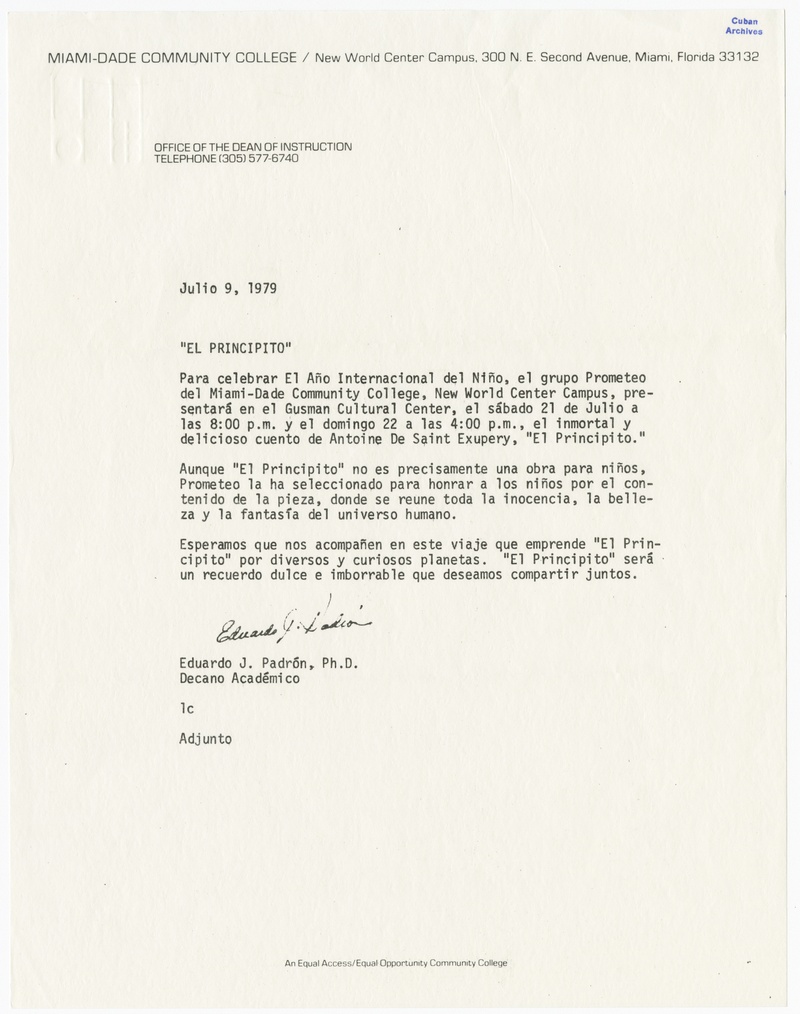 Cuban
Archives
MIAMI-DADE COMMUNITY COLLEGE / New World Center Campus, 300 N. E. Second Avenue, Miami, Florida 33132
OFFICE OF THE DEAN OF INSTRUCTION
TELEPHONE (305) 577-6740
Julio 9, 1979
"EL PRINCIPITO"
Para celebrar El Año Internacional del Niño, el grupo Prometeo
del Miami-Dade Community College, New World Center Campus, pre-
sentará en el Gusman Cultural Center, el sábado 21 de Julio a
las 8:00 p.m. y el domingo 22 a las 4:00 p.m., el inmortal y
delicioso cuento de Antoine De Saint Exupery, "El Principito."
Aunque "El Principito" no es precisamente una obra para niños,
Prometeo la ha seleccionado para honrar a los niños por el con-
tenido de la pieza, donde se reune toda la inocencia, la belle-
za y la fantasía del universo humano.
Esperamos que nos acompañen en este viaje que emprende "El Prin-
cipito" por diversos y curiosos planetas. "El Principito" será
un recuerdo dulce e imborrable que deseamos compartir juntos.
Eduardo J. Padrón
Eduardo J. Padrón, Ph.D.
Decano Académico
lc
Adjunto
An Equal Access/Equal Opportunity Community College